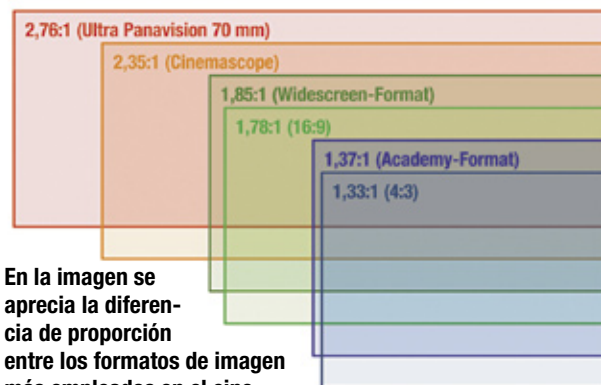 2,76:1 (Ultra Panavision 70 mm)
2,35:1 (Cinemascope)
1,85:1 (Widescreen-Format)
1,78:1 (16:9)
1,37:1 (Academy-Format)
1,33:1 (4:3)
En la imagen se
aprecia la diferen-
cia de proporción
entre los formatos de imagen
más empleados en el cine